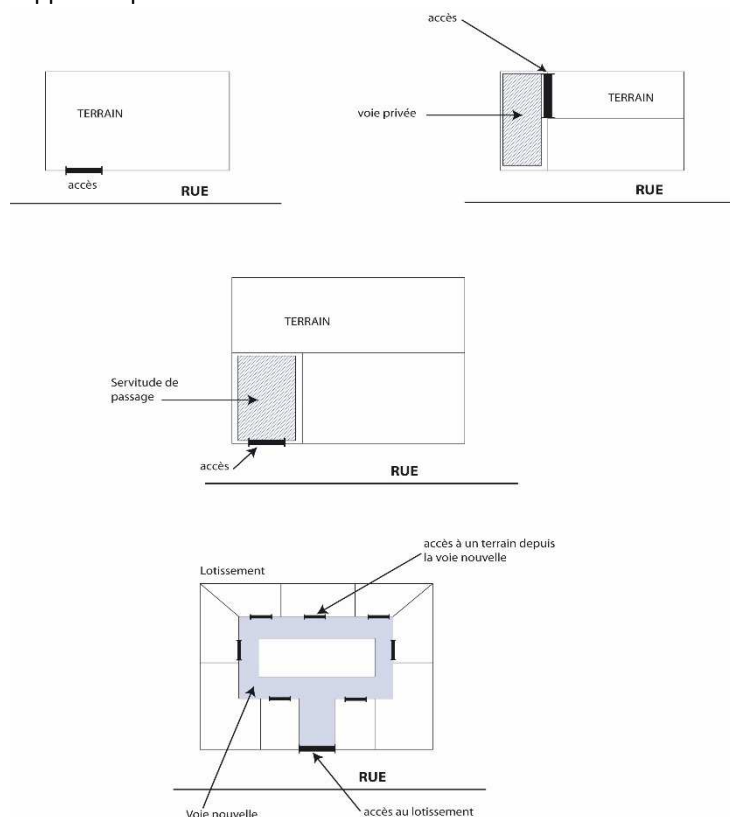 accès
TERRAIN
accès
RUE
voie privée
TERRAIN
RUE
TERRAIN
Servitude de
passage
accès
RUE
accès à un terrain depuis
la voie nouvelle
Lotissement
RUE
Voie nouvelle
accès au lotissement